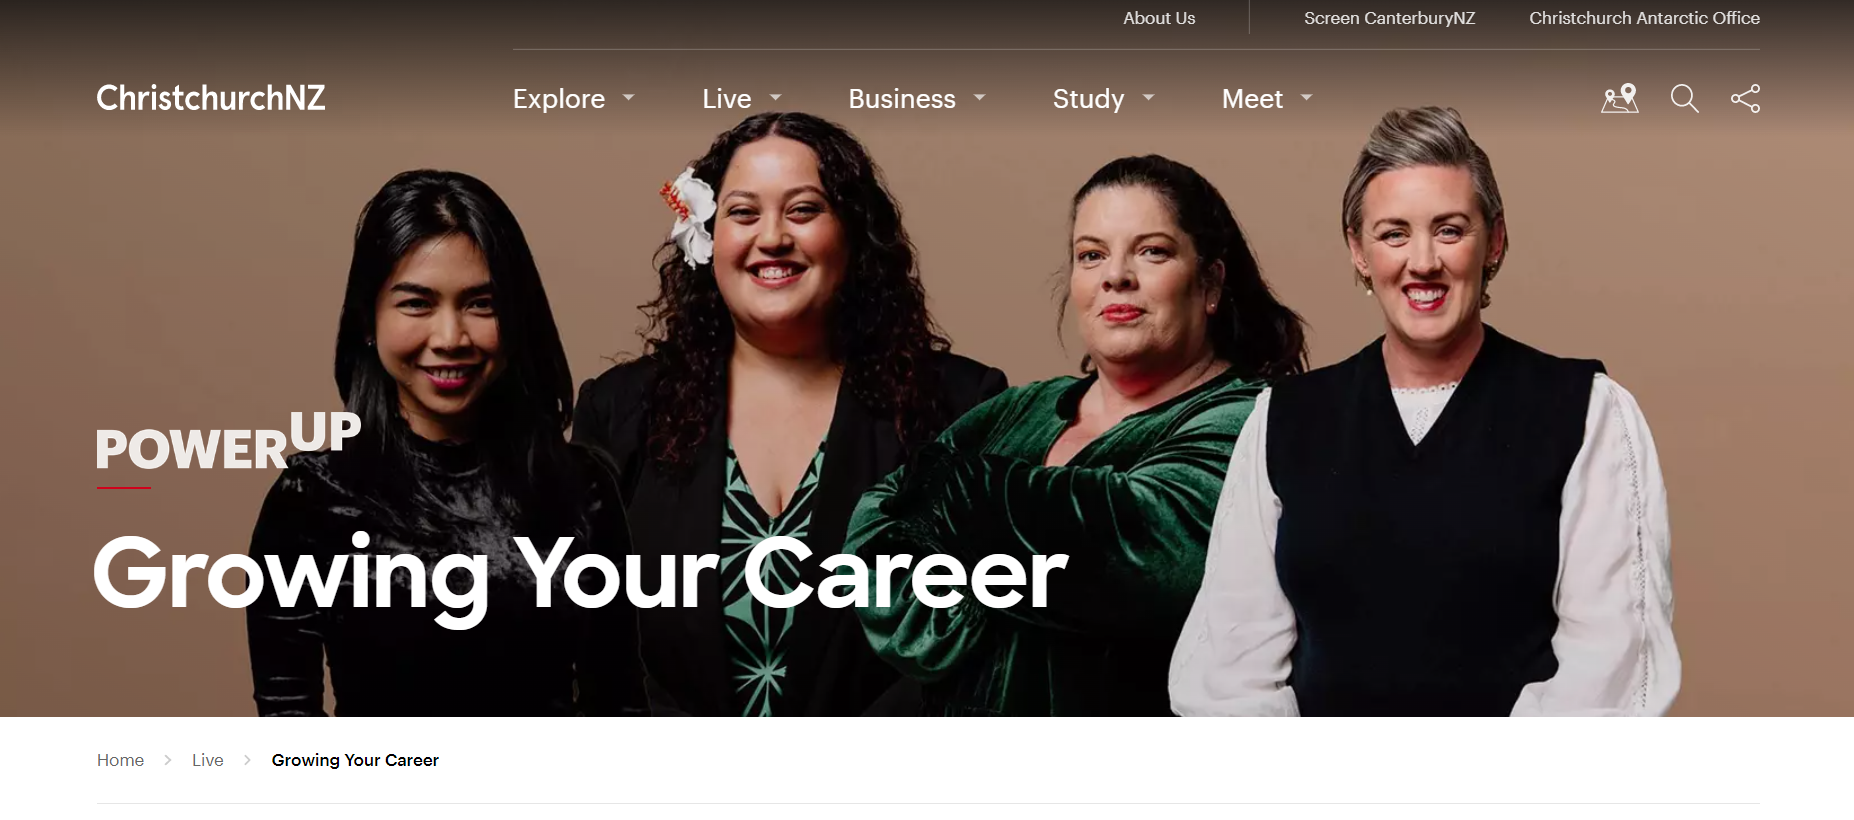 About Us
Screen CanterburyNZ
Christchurch Antarctic Office
ChristchurchNZ
Explore
Live
Business
Study
Meet
POWERUP
Growing Your Career
Home > Live > Growing Your Career